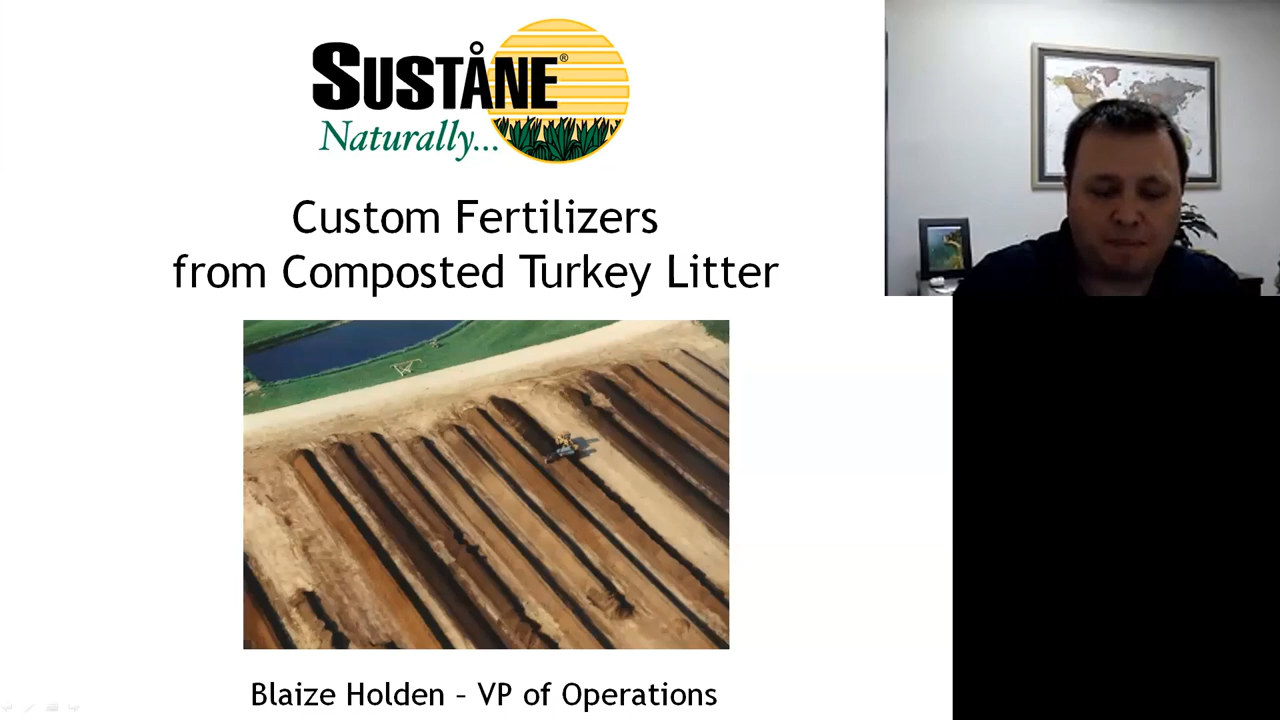 SUSTÅNE®
Naturally...
Custom Fertilizers
from Composted Turkey Litter
Blaize Holden – VP of Operations